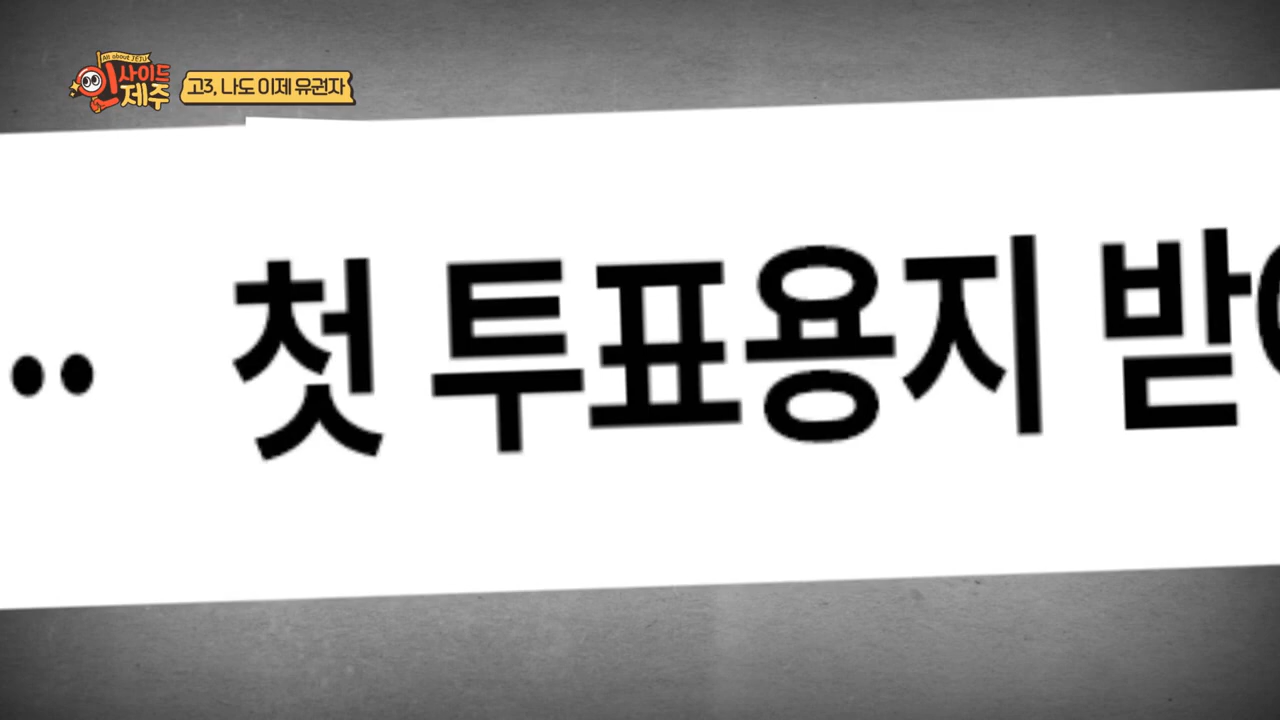 All about JEJU
인사이드
제주
고3, 나도 이제 유권자
‥ 첫 투표용지 받